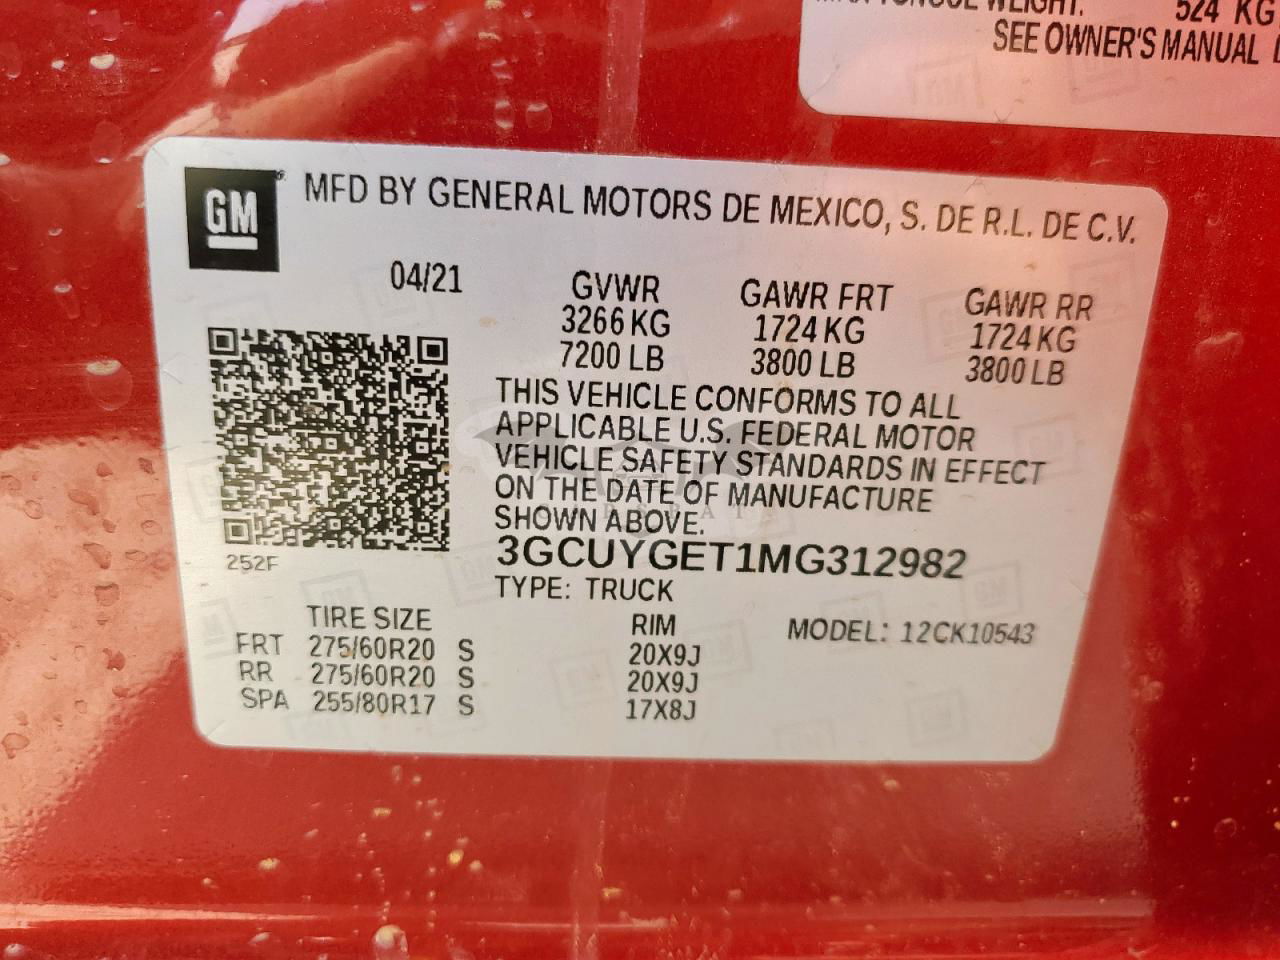 524 KG
SEE OWNER'S MANUAL
GM
MFD BY GENERAL MOTORS DE MEXICO, S. DE R.L. DE C.V.
04/21
GVWR GAWR FRT GAWR RR
3266 KG 1724 KG 1724 KG
7200 LB 3800 LB 3800 LB
THIS VEHICLE CONFORMS TO ALL
APPLICABLE U.S. FEDERAL MOTOR
VEHICLE SAFETY STANDARDS IN EFFECT
ON THE DATE OF MANUFACTURE
SHOWN ABOVE.
252F
3GCUYGET1MG312982
TYPE: TRUCK
TIRE SIZE RIM MODEL: 12CK10543
FRT 275/60R20 S 20X9J
RR 275/60R20 S 20X9J
SPA 255/80R17 S 17X8J